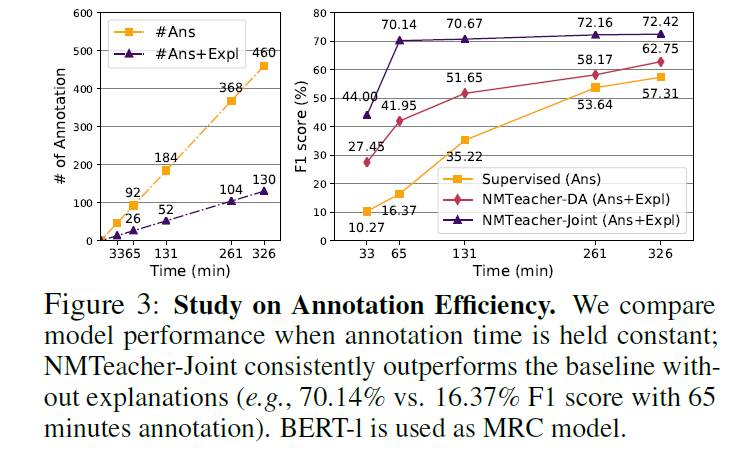 600
500
400
300
200
100
0
# of Annotation
#Ans
#Ans+Expl
92
184
368
460
26
52
104
130
33 65 131 261 326
Time (min)
80
70
60
50
40
30
20
10
0
F1 score (%)
44.00 70.14 70.67 72.16 72.42
27.45 41.95 51.65 58.17 62.75
10.27 16.37 35.22 53.64 57.31
Supervised (Ans)
NMTeacher-DA (Ans+Expl)
NMTeacher-Joint (Ans+Expl)
33 65 131 261 326
Time (min)
Figure 3: Study on Annotation Efficiency. We compare
model performance when annotation time is held constant;
NMTeacher-Joint consistently outperforms the baseline with-
out explanations (e.g., 70.14% vs. 16.37% F1 score with 65
minutes annotation). BERT-l is used as MRC model.